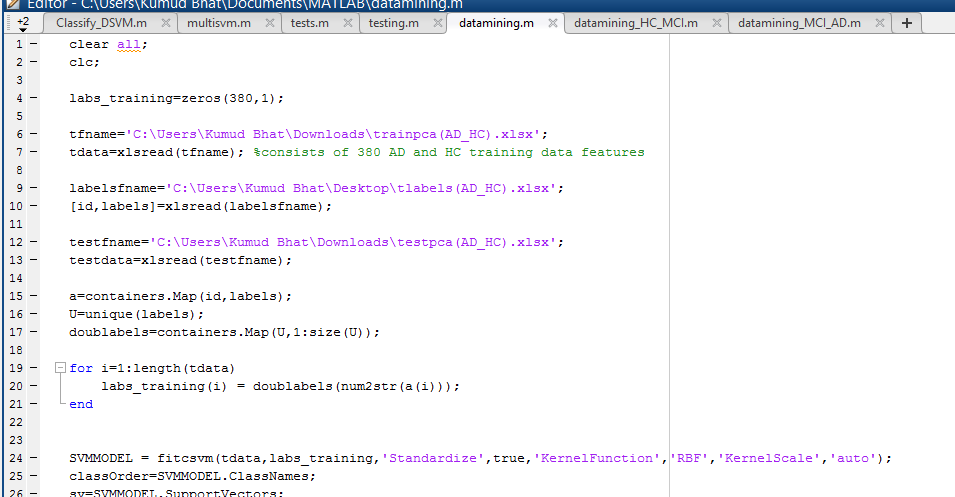 Editor - C:\Users\Kumud Bhat\Documents\MATLAB\datamining.m
+2 Classify_DSVM.m multisvm.m tests.m testing.m datamining.m datamining_HC_MCI.m datamining_MCI_AD.m +
1 clear all;
2 clc;
3
4 labs_training=zeros(380,1);
5
6 tfname='C:\Users\Kumud Bhat\Downloads\trainpca(AD_HC).xlsx';
7 tdata=xlsread(tfname); %consists of 380 AD and HC training data features
8
9 labelsfname='C:\Users\Kumud Bhat\Desktop\tlabels(AD_HC).xlsx';
10 [id,labels]=xlsread(labelsfname);
11
12 testfname='C:\Users\Kumud Bhat\Downloads\testpca(AD_HC).xlsx';
13 testdata=xlsread(testfname);
14
15 a=containers.Map(id,labels);
16 U=unique(labels);
17 doublabels=containers.Map(U,1:size(U));
18
19 for i=1:length(tdata)
20 labs_training(i) = doublabels(num2str(a(i)));
21 end
22
23
24 SVMMODEL = fitcsvm(tdata,labs_training,'Standardize',true,'KernelFunction','RBF','KernelScale','auto');
25 classOrder=SVMMODEL.ClassNames;
26 sv=SVMMODEL.SupportVectors;